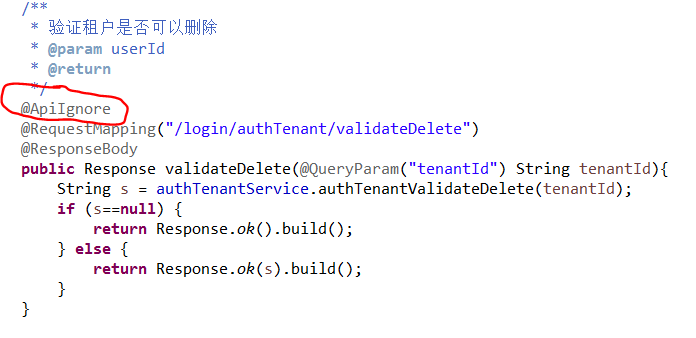 /**
 * 验证租户是否可以删除
 * @param userId
 * @return
 */
@ApiIgnore
@RequestMapping("/login/authTenant/validateDelete")
@ResponseBody
public Response validateDelete(@QueryParam("tenantId") String tenantId){
    String s = authTenantService.authTenantValidateDelete(tenantId);
    if (s==null) {
        return Response.ok().build();
    } else {
        return Response.ok(s).build();
    }
}